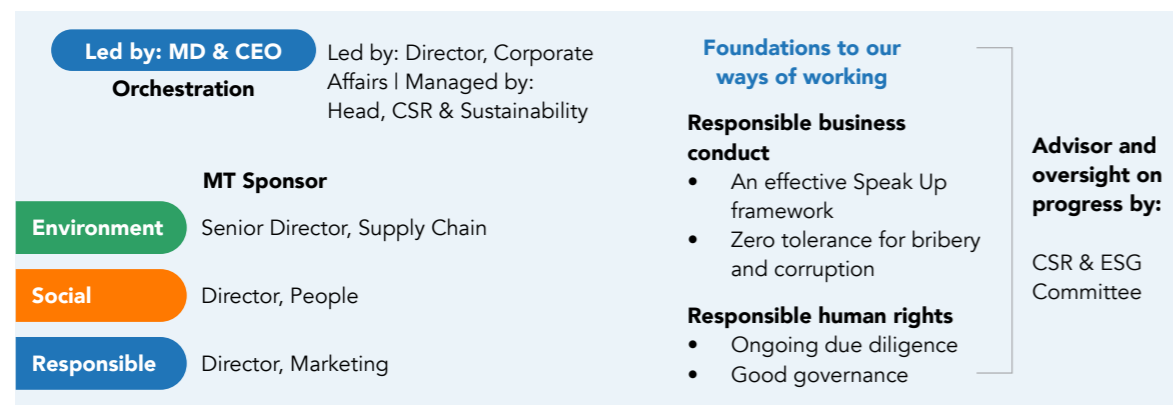 Led by: MD & CEO
Orchestration
Led by: Director, Corporate
Affairs I Managed by:
Head, CSR & Sustainability
MT Sponsor
Environment
Senior Director, Supply Chain
Social
Director, People
Responsible
Director, Marketing
Foundations to our
ways of working
Responsible business
conduct
• An effective Speak Up
framework
• Zero tolerance for bribery
and corruption
Responsible human rights
• Ongoing due diligence
• Good governance
Advisor and
oversight on
progress by:
CSR & ESG
Committee